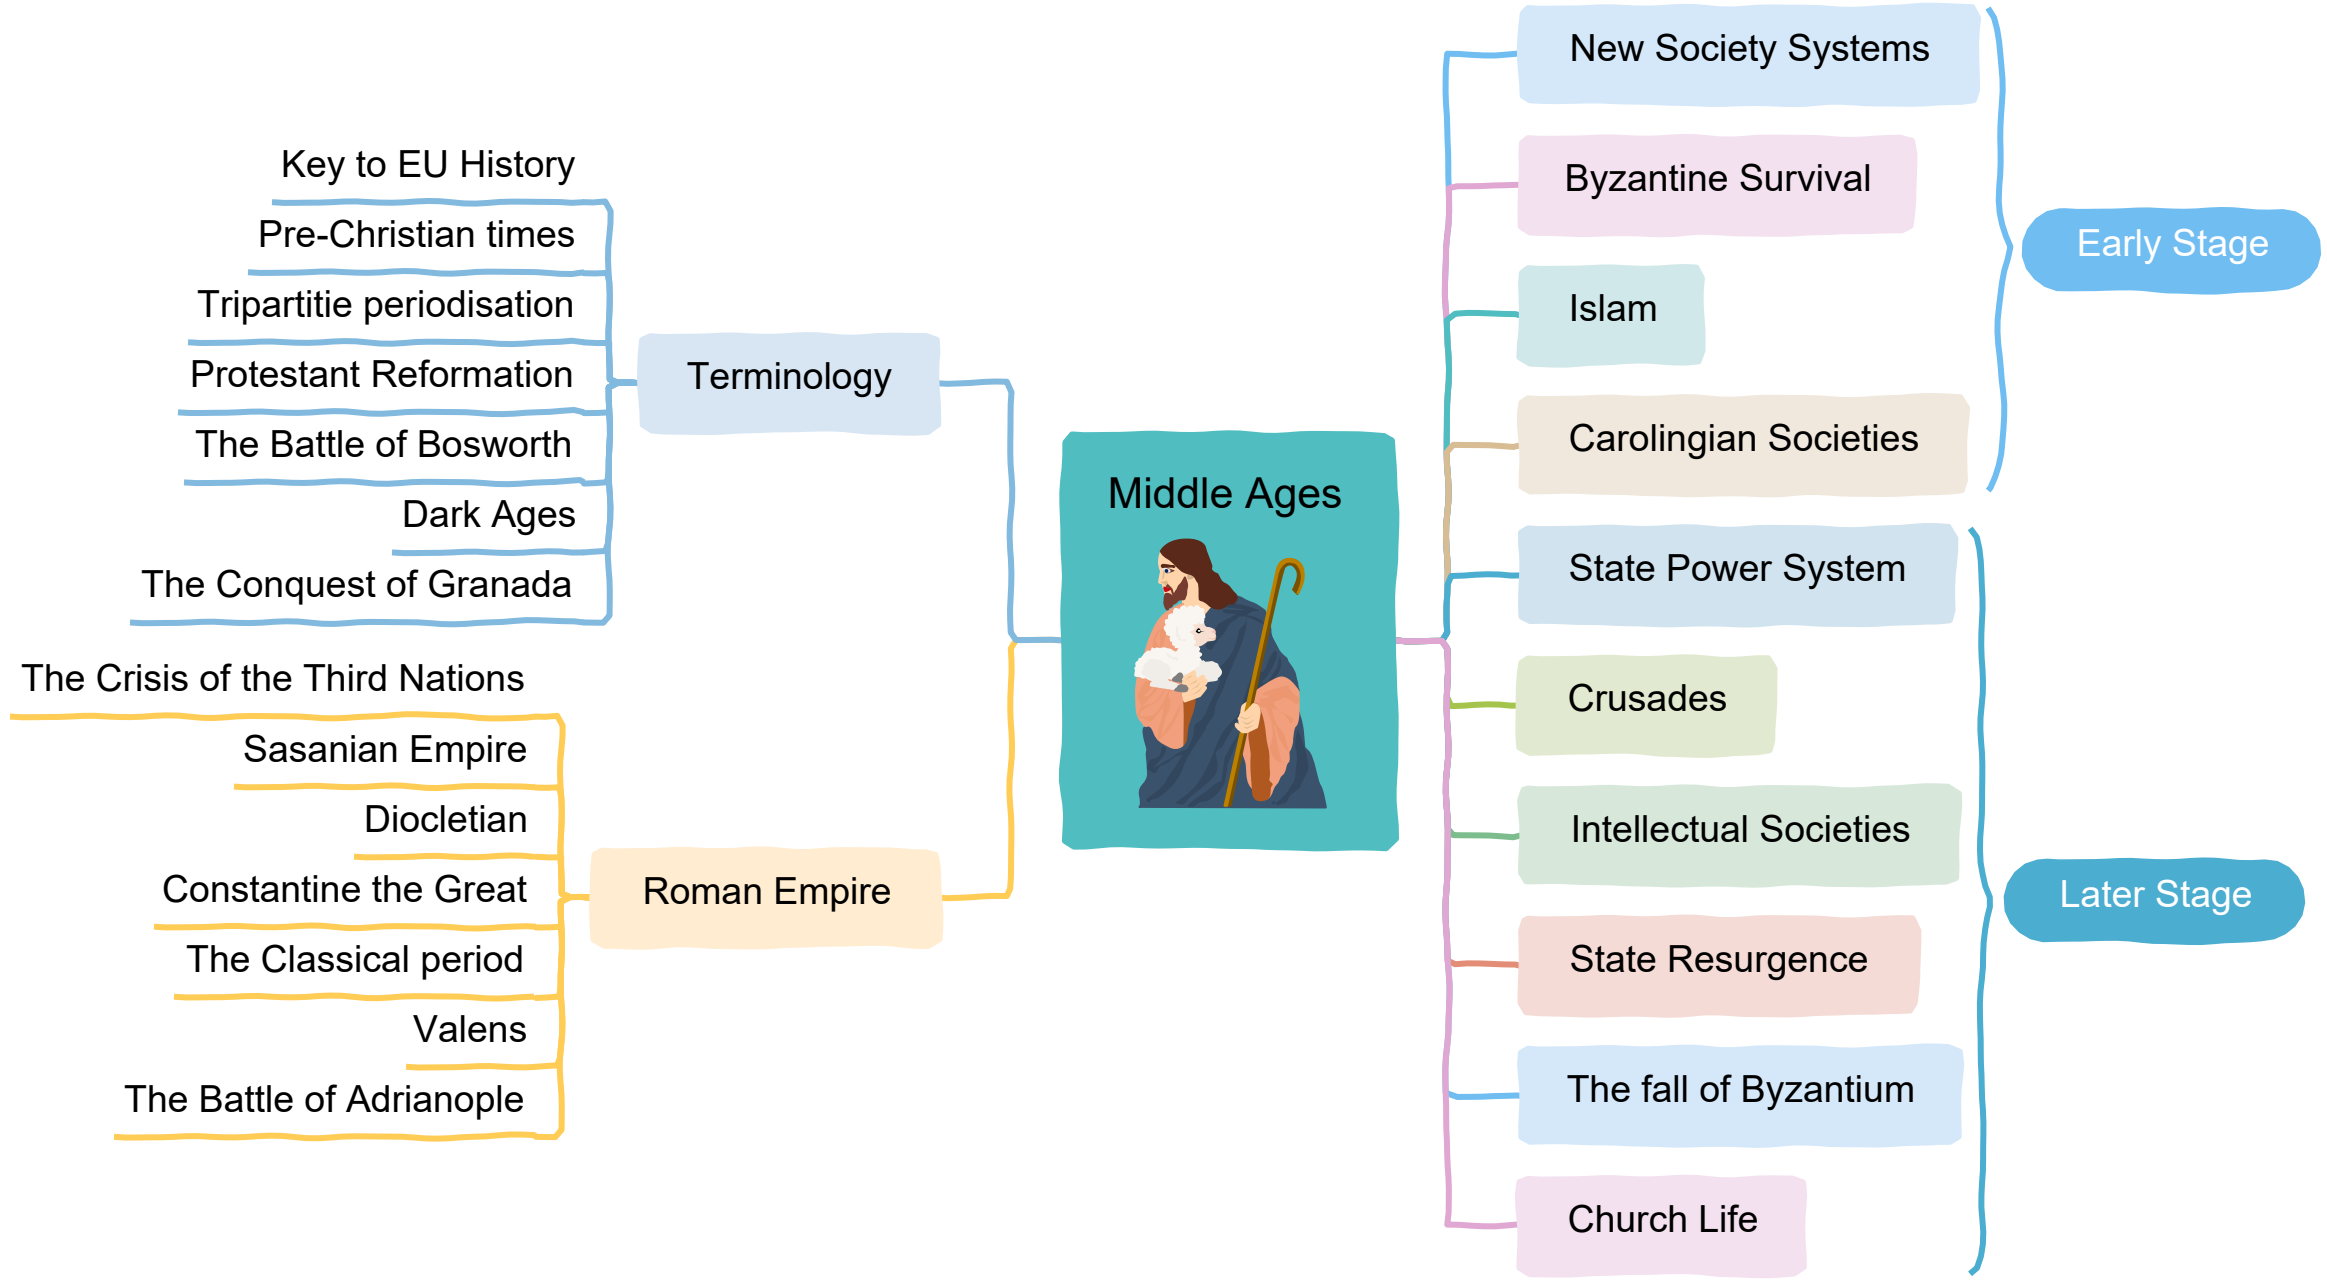 Middle Ages
Terminology
Key to EU History
Pre-Christian times
Tripartitie periodisation
Protestant Reformation
The Battle of Bosworth
Dark Ages
The Conquest of Granada
Roman Empire
The Crisis of the Third Nations
Sasanian Empire
Diocletian
Constantine the Great
The Classical period
Valens
The Battle of Adrianople
New Society Systems
Byzantine Survival
Islam
Carolingian Societies
Early Stage
State Power System
Crusades
Intellectual Societies
State Resurgence
The fall of Byzantium
Church Life
Later Stage